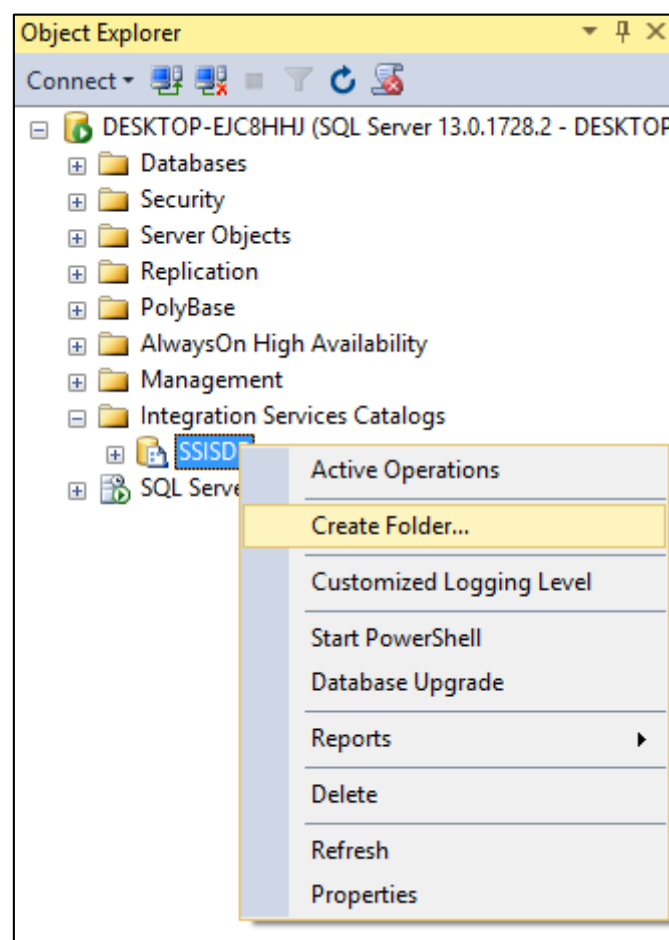 Object Explorer
Connect
DESKTOP-EJC8HHJ (SQL Server 13.0.1728.2 - DESKTOP
Databases
Security
Server Objects
Replication
PolyBase
AlwaysOn High Availability
Management
Integration Services Catalogs
SSISD
SQL Serve
Active Operations
Create Folder...
Customized Logging Level
Start PowerShell
Database Upgrade
Reports
Delete
Refresh
Properties